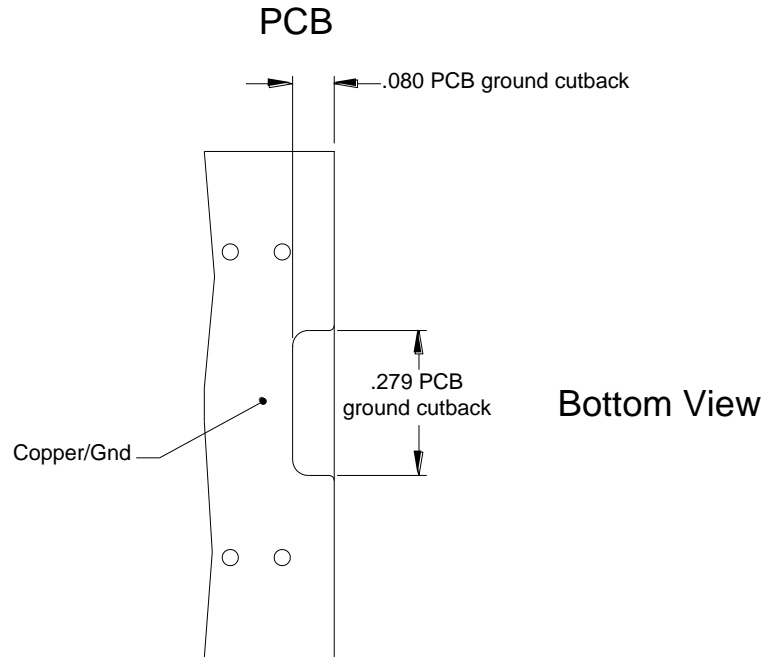 PCB
.080 PCB ground cutback
.279 PCB
ground cutback
Bottom View
Copper/Gnd